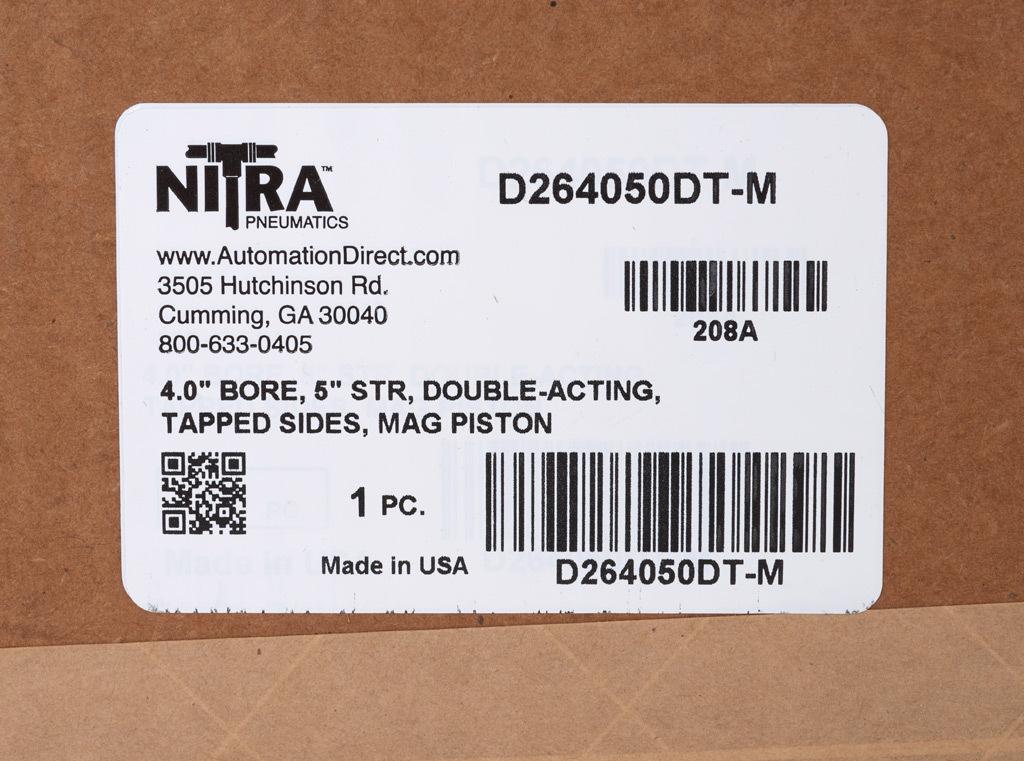 NITRA™
PNEUMATICS
D264050DT-M
www.AutomationDirect.com
3505 Hutchinson Rd.
Cumming, GA 30040
800-633-0405
208A
4.0" BORE, 5" STR, DOUBLE-ACTING,
TAPPED SIDES, MAG PISTON
1 PC.
Made in USA
D264050DT-M